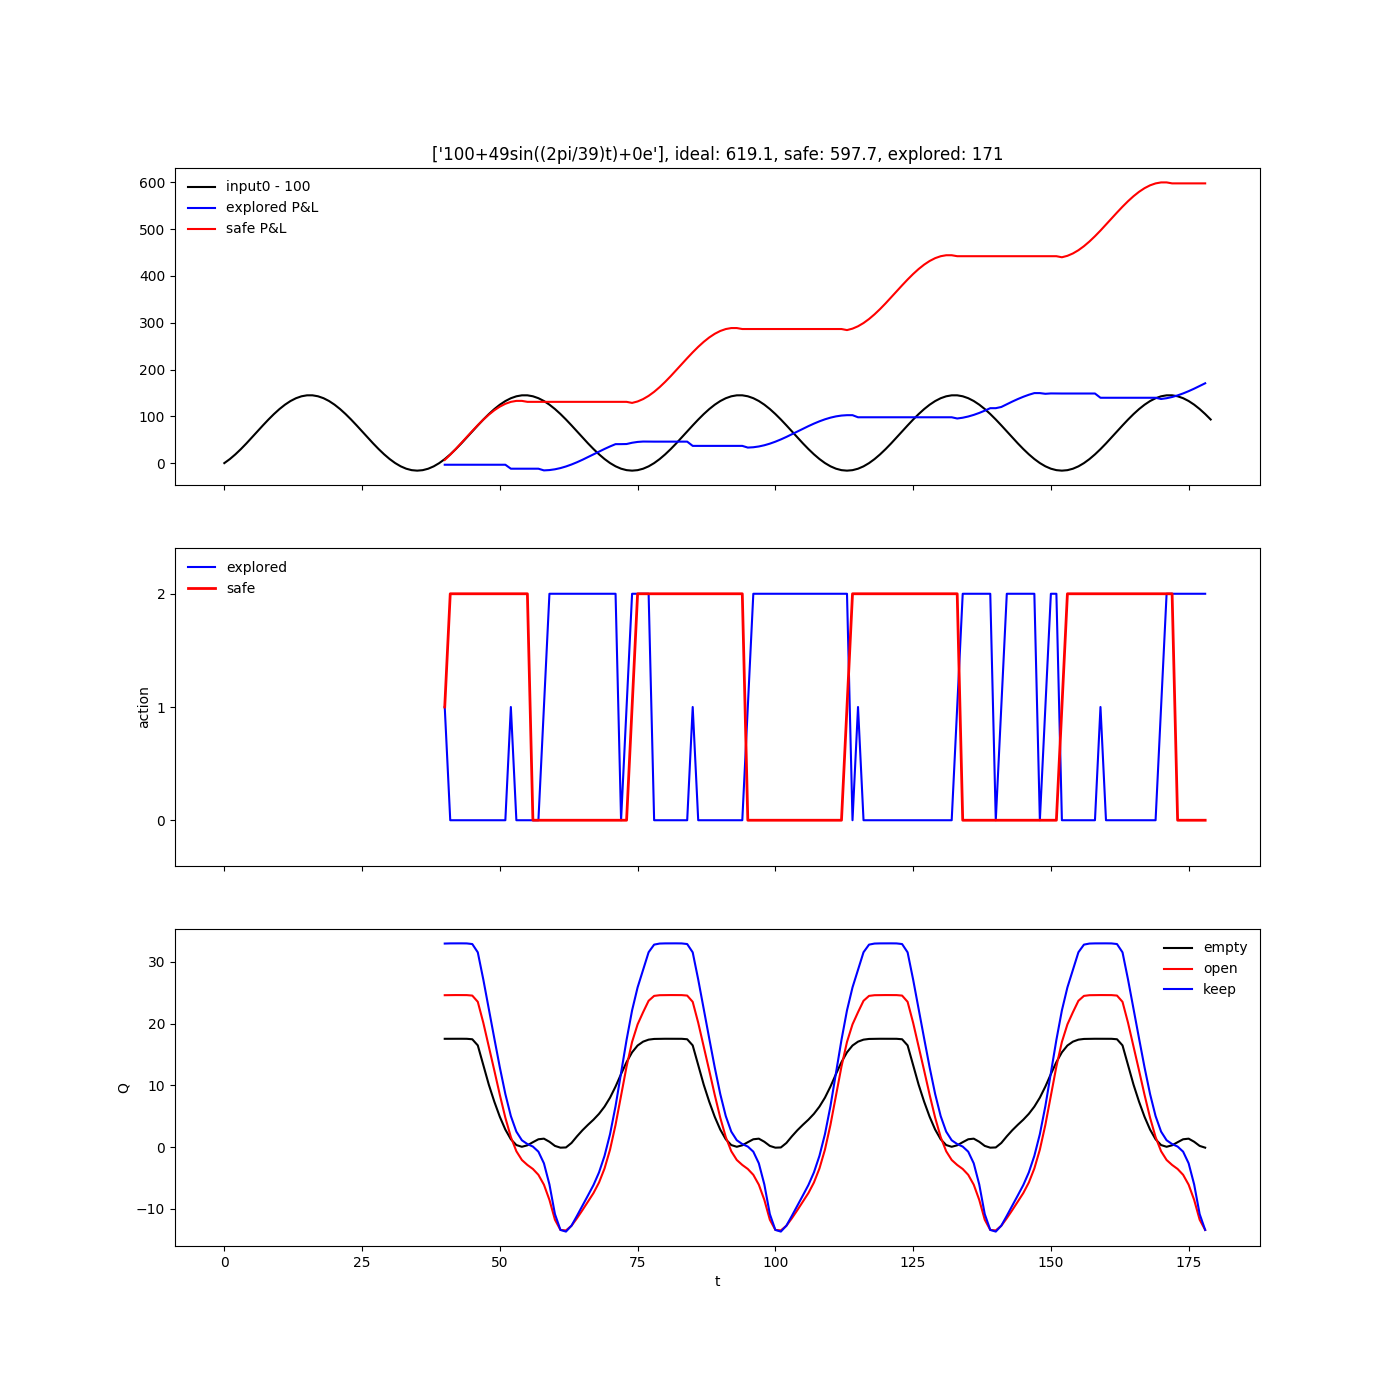 ['100+49sin((2pi/39)t)+0e'], ideal: 619.1, safe: 597.7, explored: 171
input0 - 100
explored P&L
safe P&L
600
500
400
300
200
100
0
explored
safe
2
1
0
action
empty
open
keep
30
20
10
0
−10
Q
0 25 50 75 100 125 150 175
t